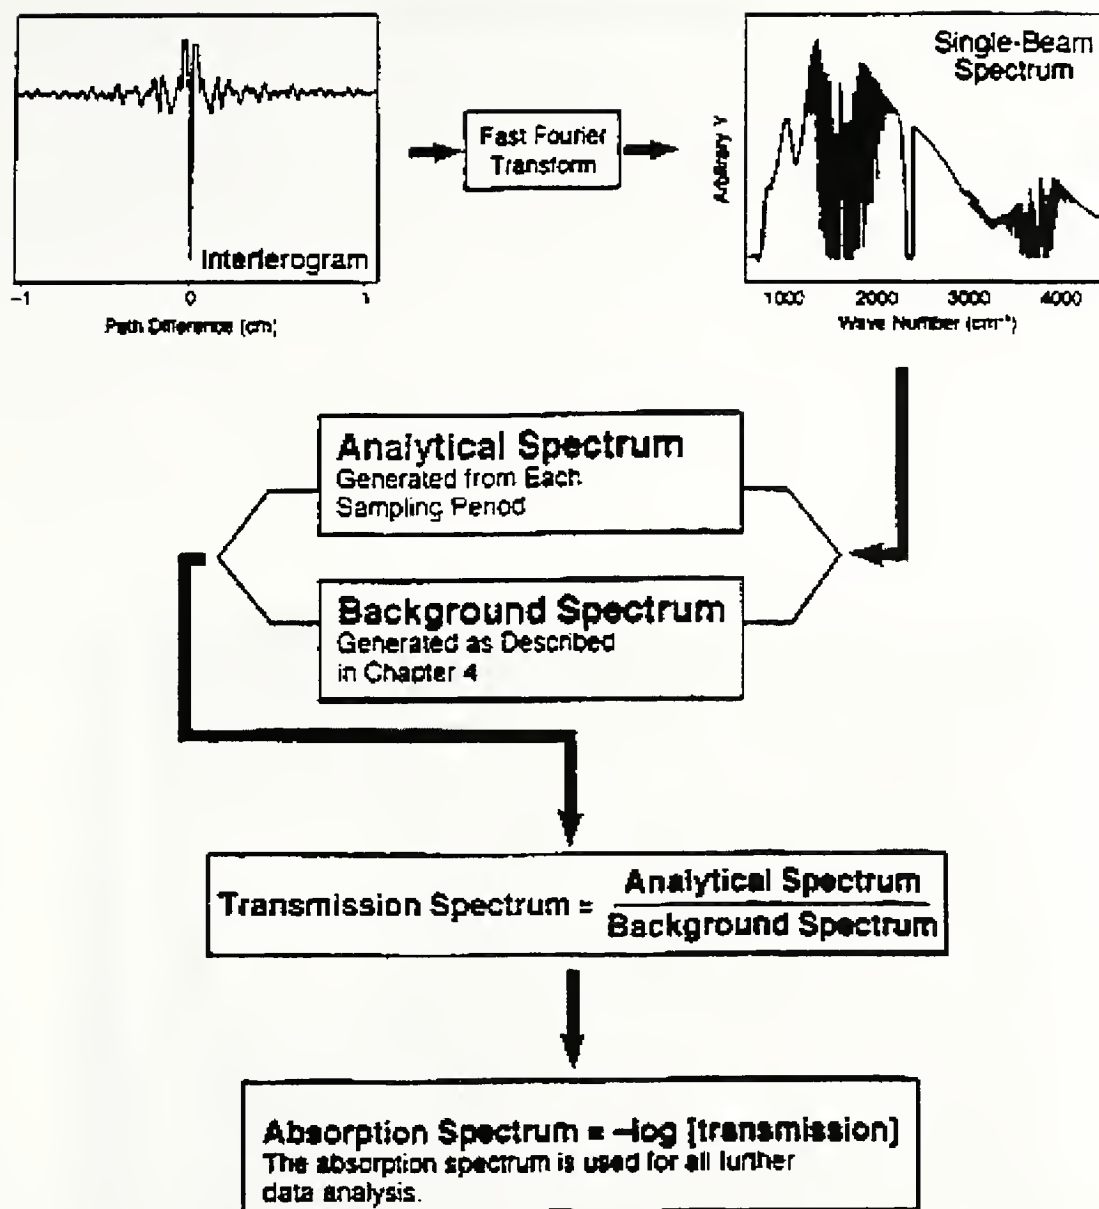 Interferogram
-1 0 1
Path Difference (cm)
Fast Fourier
Transform
Single-Beam
Spectrum
Arbitrary Y
1000 2000 3000 4000
Wave Number (cm⁻¹)
Analytical Spectrum
Generated from Each
Sampling Period
Background Spectrum
Generated as Described
in Chapter 4
Transmission Spectrum = Analytical Spectrum
Background Spectrum
Absorption Spectrum = –log [transmission]
The absorption spectrum is used for all further
data analysis.